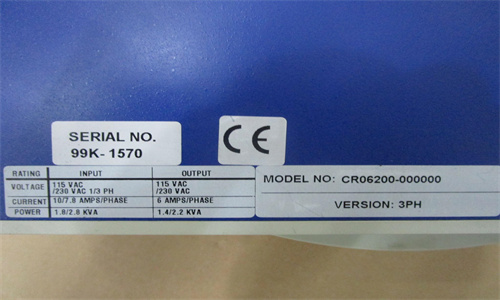 SERIAL NO.
99K-1570
CE
RATING INPUT OUTPUT
VOLTAGE 115 VAC /230 VAC 1/3 PH 115 VAC /230 VAC
CURRENT 10/7.8 AMPS/PHASE 6 AMPS/PHASE
POWER 1.8/2.8 KVA 1.4/2.2 KVA
MODEL NO: CR06200-000000
VERSION: 3PH